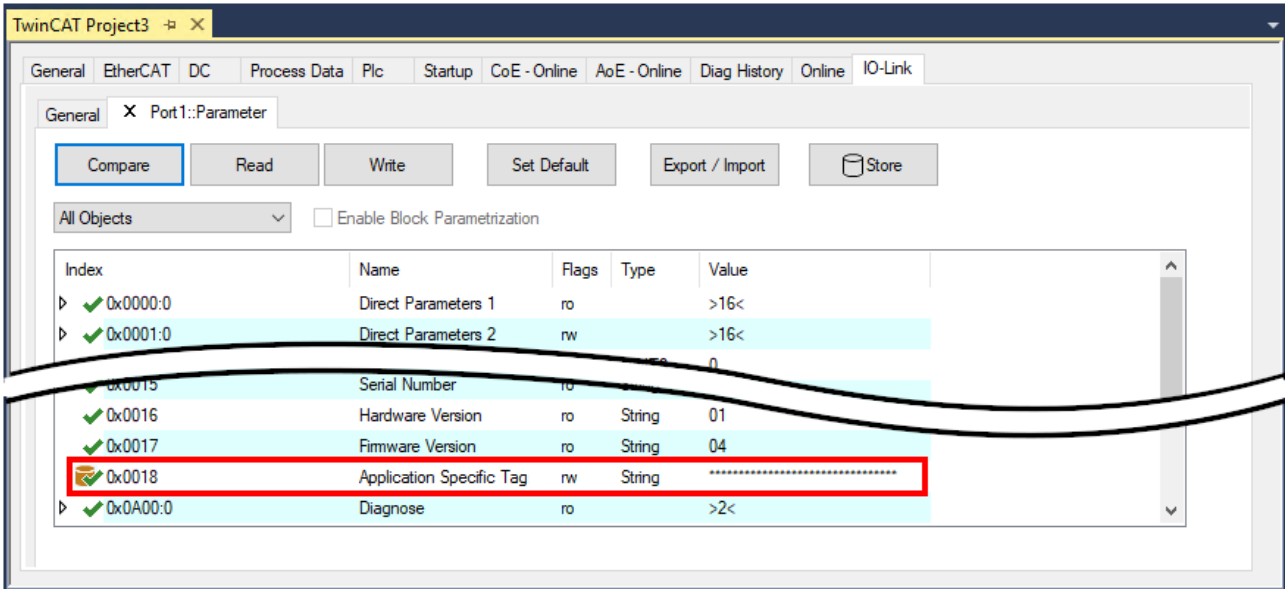 TwinCAT Project3
General EtherCAT DC Process Data Plc Startup CoE - Online AoE - Online Diag History Online IO-Link
General X Port1::Parameter
Compare Read Write Set Default Export / Import Store
All Objects Enable Block Parametrization
Index Name Flags Type Value
0x0000:0 Direct Parameters 1 ro >16<
0x0001:0 Direct Parameters 2 rw >16<
0
0x0015 Serial Number ro
0x0016 Hardware Version ro String 01
0x0017 Firmware Version ro String 04
0x0018 Application Specific Tag rw String ********************************
0x0A00:0 Diagnose ro >2<